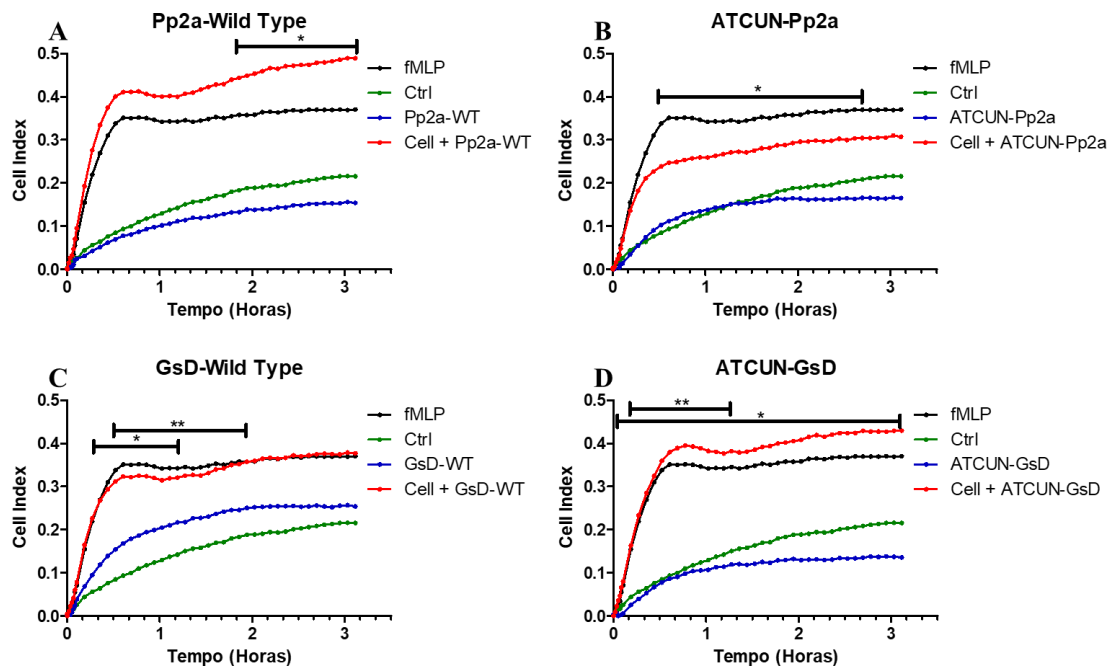 A
Pp2a-Wild Type
*
0.5
0.4
0.3
0.2
0.1
0.0
Cell Index
0
1
2
3
Tempo (Horas)
fMLP
Ctrl
Pp2a-WT
Cell + Pp2a-WT
B
ATCUN-Pp2a
*
0.5
0.4
0.3
0.2
0.1
0.0
Cell Index
0
1
2
3
Tempo (Horas)
fMLP
Ctrl
ATCUN-Pp2a
Cell + ATCUN-Pp2a
C
GsD-Wild Type
**
*
0.5
0.4
0.3
0.2
0.1
0.0
Cell Index
0
1
2
3
Tempo (Horas)
fMLP
Ctrl
GsD-WT
Cell + GsD-WT
D
ATCUN-GsD
**
*
0.5
0.4
0.3
0.2
0.1
0.0
Cell Index
0
1
2
3
Tempo (Horas)
fMLP
Ctrl
ATCUN-GsD
Cell + ATCUN-GsD